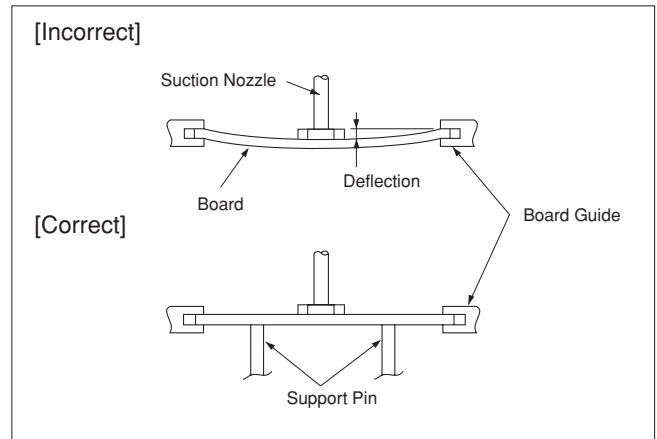 [Incorrect]
Suction Nozzle
Deflection
Board
Board Guide
[Correct]
Support Pin